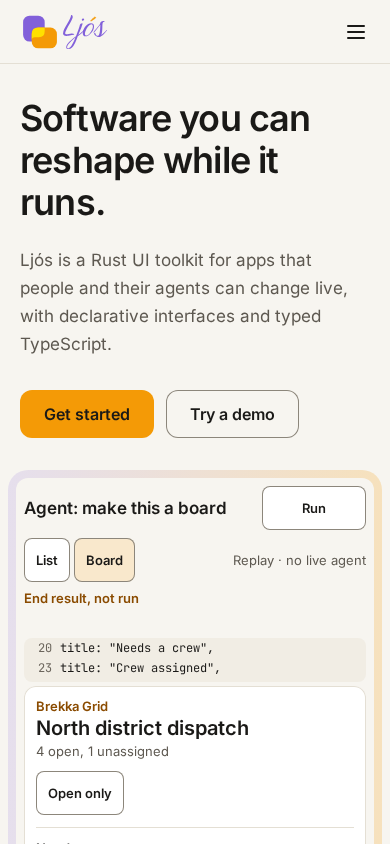 Ljós
Software you can
reshape while it
runs.
Ljós is a Rust UI toolkit for apps that
people and their agents can change live,
with declarative interfaces and typed
TypeScript.
Get started
Try a demo
Agent: make this a board
Run
List
Board
Replay · no live agent
End result, not run
20 title: "Needs a crew",
23 title: "Crew assigned",
Brekka Grid
North district dispatch
4 open, 1 unassigned
Open only